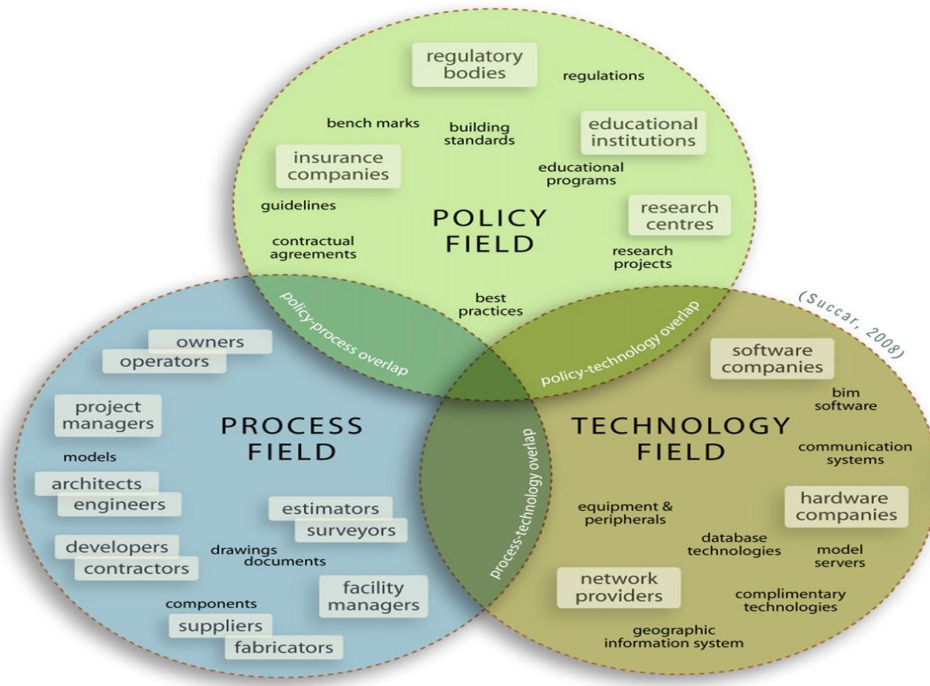 regulatory
bodies
regulations
bench marks
building
standards
educational
institutions
insurance
companies
educational
programs
guidelines
POLICY
FIELD
research
centres
contractual
agreements
research
projects
best
practices
policy-process overlap
policy-technology overlap
(Succar, 2008)
owners
operators
project
managers
PROCESS
FIELD
models
architects
engineers
estimators
surveyors
developers
contractors
drawings
documents
facility
managers
components
suppliers
fabricators
process-technology overlap
software
companies
bim
software
TECHNOLOGY
FIELD
communication
systems
equipment &
peripherals
hardware
companies
database
technologies
model
servers
network
providers
complimentary
technologies
geographic
information system